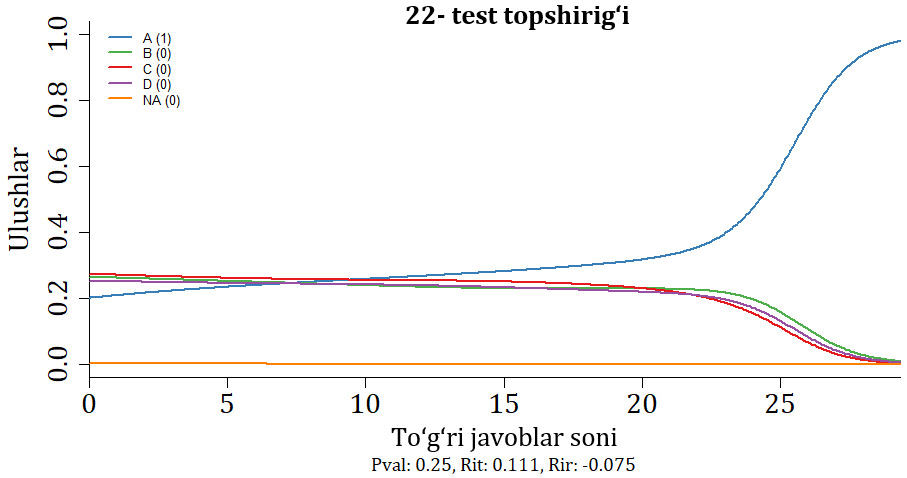 22- test topshirig‘i
A (1)
B (0)
C (0)
D (0)
NA (0)
Ulushlar
1.0
0.8
0.6
0.4
0.2
0.0
0 5 10 15 20 25
To‘g‘ri javoblar soni
Pval: 0.25, Rit: 0.111, Rir: -0.075